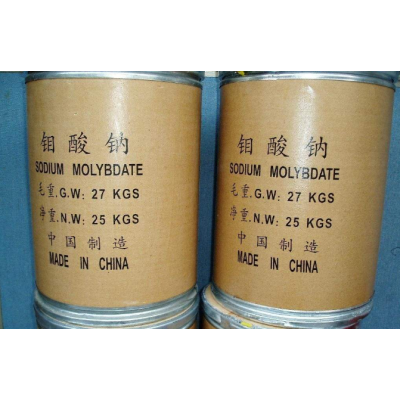 钼酸钠
SODIUM MOLYBDATE
毛重.G.W: 27 KGS
净重.N.W: 25 KGS
中国制造
MADE IN CHINA
钼酸钠
SODIUM MOLYBDATE
毛重.G.W: 27 KGS
净重.N.W: 25 KGS
中国制造
MADE IN CHINA